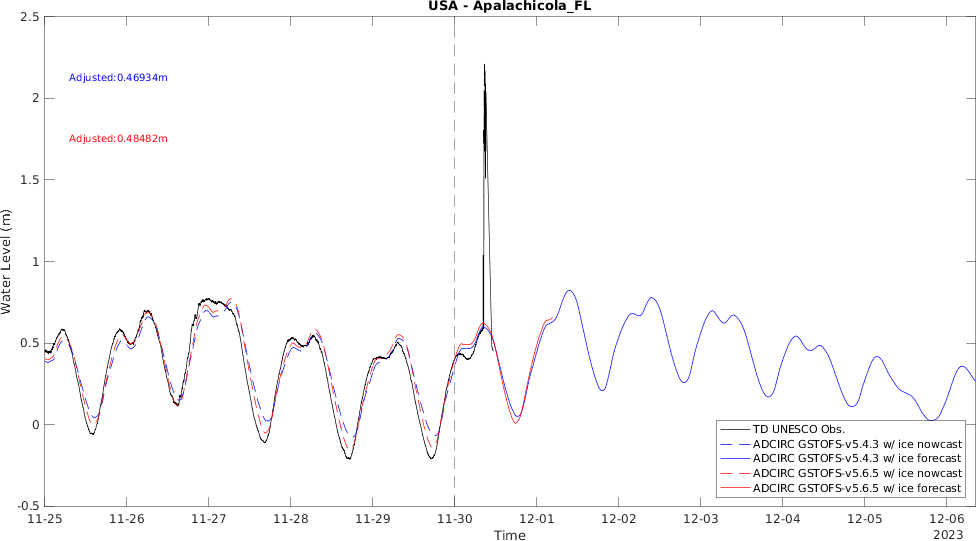 USA - Apalachicola_FL
2.5
2
1.5
1
0.5
0
-0.5
Water Level (m)
Adjusted:0.46934m
Adjusted:0.48482m
TD UNESCO Obs.
ADCIRC GSTOFS-v5.4.3 w/ ice nowcast
ADCIRC GSTOFS-v5.4.3 w/ ice forecast
ADCIRC GSTOFS-v5.6.5 w/ ice nowcast
ADCIRC GSTOFS-v5.6.5 w/ ice forecast
11-25 11-26 11-27 11-28 11-29 11-30 12-01 12-02 12-03 12-04 12-05 12-06
Time
2023